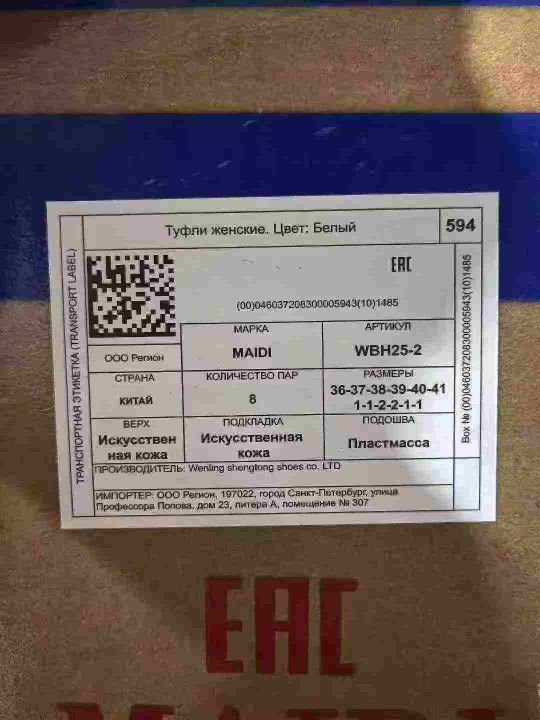 Туфли женские. Цвет: Белый
594
ТРАНСПОРТНАЯ ЭТИКЕТКА (TRANSPORT LABEL)
EAC
(00)046037208300005943(10)1485
Box № (00)046037208300005943(10)1485
ООО Регион
МАРКА
MAIDI
АРТИКУЛ
WBH25-2
СТРАНА
КИТАЙ
КОЛИЧЕСТВО ПАР
8
РАЗМЕРЫ
36-37-38-39-40-41
1-1-2-2-1-1
ВЕРХ
Искусствен
ная кожа
ПОДКЛАДКА
Искусственная
кожа
ПОДОШВА
Пластмасса
ПРОИЗВОДИТЕЛЬ: Wenling shengtong shoes co. LTD
ИМПОРТЕР: ООО Регион, 197022, город Санкт-Петербург, улица
Профессора Попова, дом 23, литера А, помещение № 307
EAC